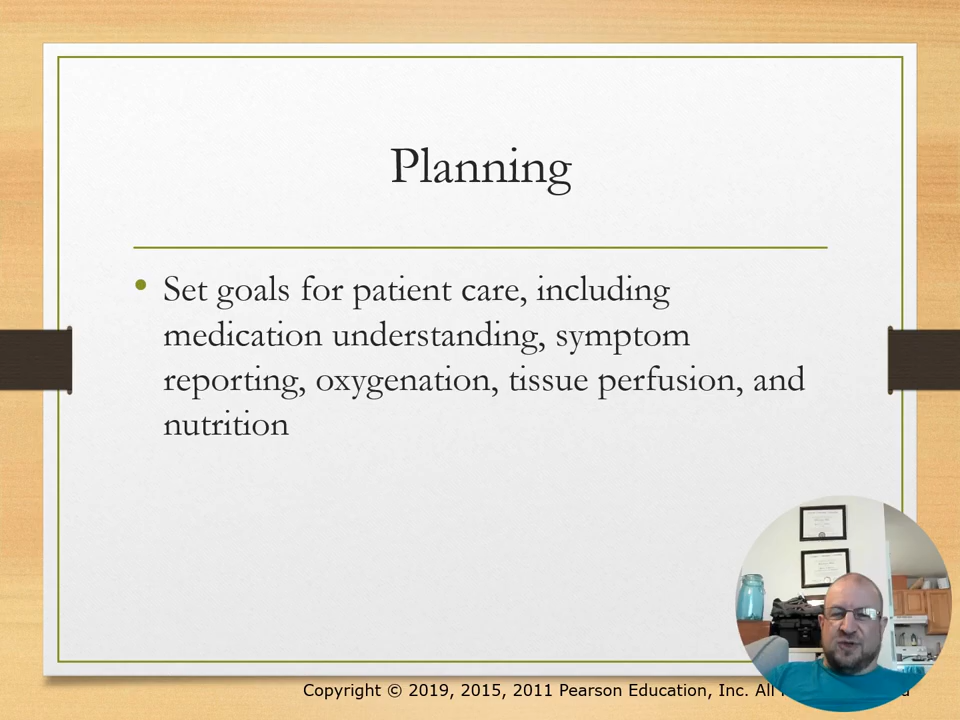 Planning
• Set goals for patient care, including
medication understanding, symptom
reporting, oxygenation, tissue perfusion, and
nutrition
Copyright © 2019, 2015, 2011 Pearson Education, Inc. All